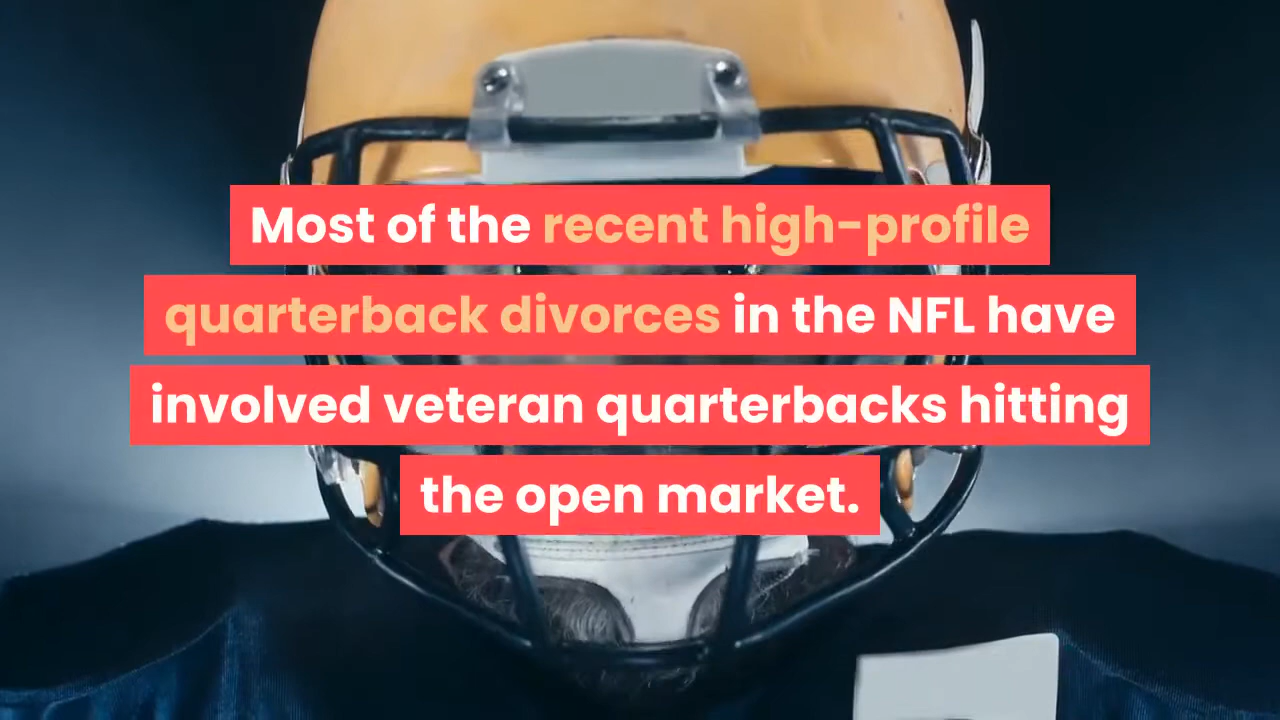 Most of the recent high-profile
quarterback divorces in the NFL have
involved veteran quarterbacks hitting
the open market.